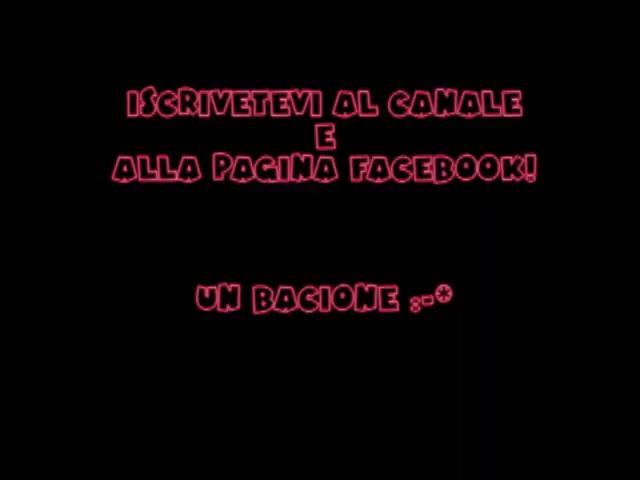 ISCRIVETEVI AL CANALE
E
ALLA PAGINA FACEBOOK!
UN BACIONE :-*